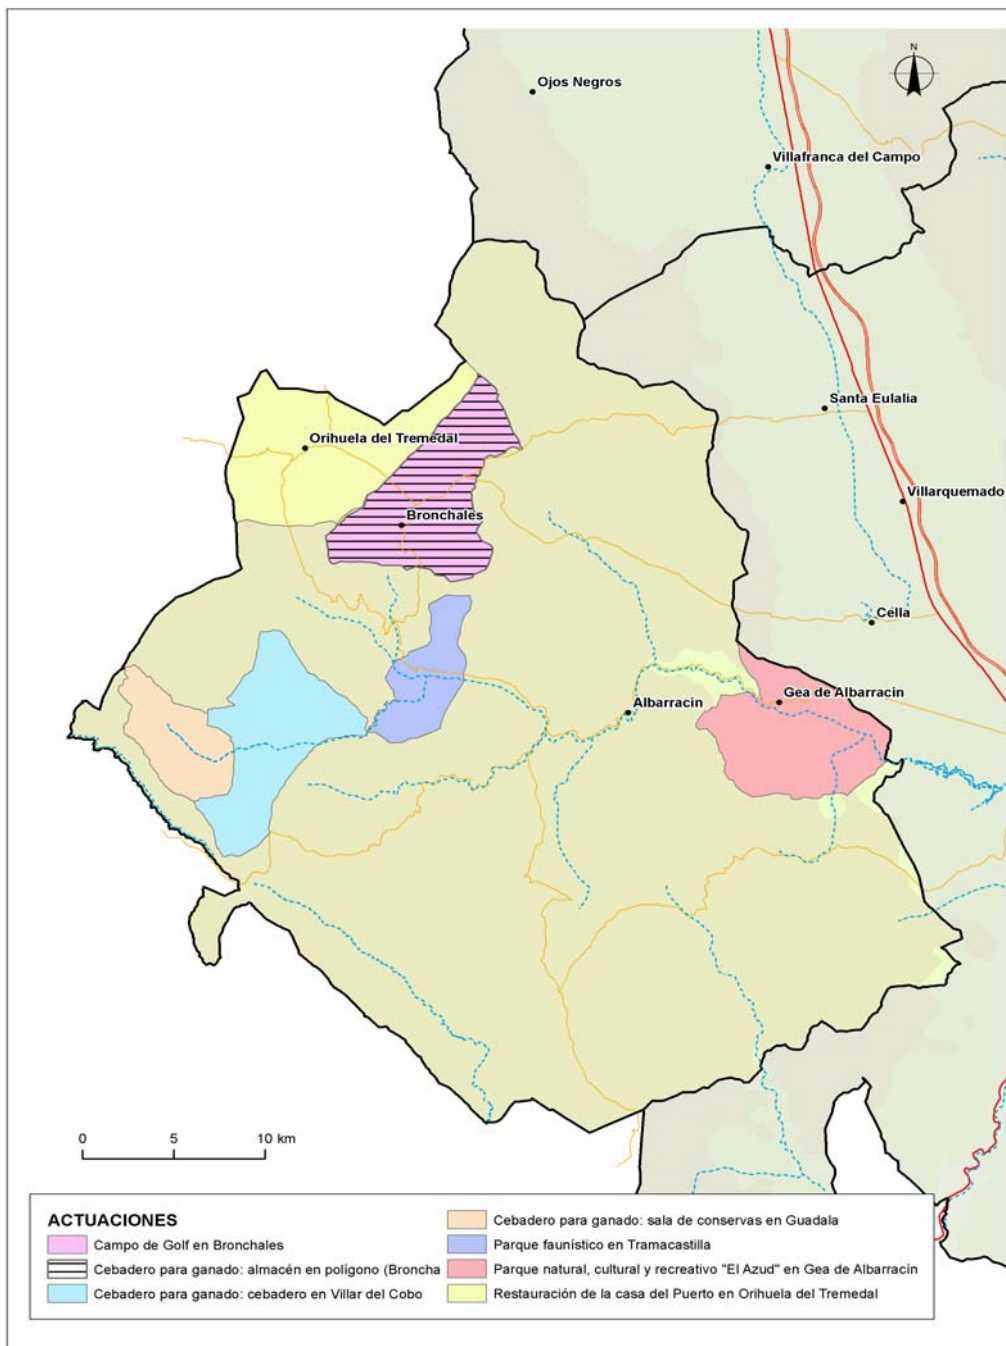 N
Ojos Negros
Villafranca del Campo
Santa Eulalia
Orihuela del Tremedal
Villarquemado
Bronchales
Cella
Gea de Albarracín
Albarracín
0 5 10 km
ACTUACIONES
Campo de Golf en Bronchales
Cebadero para ganado: almacén en polígono (Broncha
Cebadero para ganado: cebadero en Villar del Cobo
Cebadero para ganado: sala de conservas en Guadala
Parque faunístico en Tramacastilla
Parque natural, cultural y recreativo "El Azud" en Gea de Albarracín
Restauración de la casa del Puerto en Orihuela del Tremedal